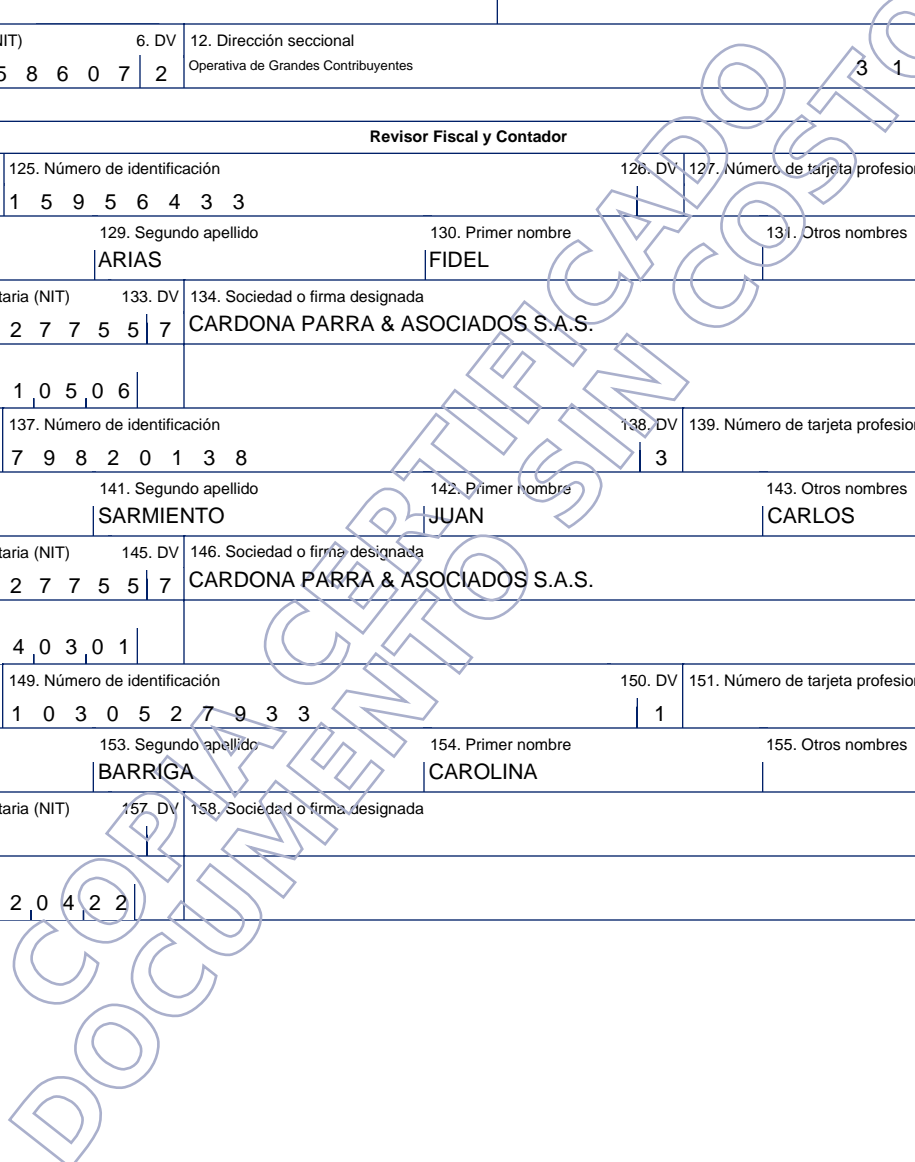 NIT) 6. DV 12. Dirección seccional
5 8 6 0 7 2 Operativa de Grandes Contribuyentes 3 1
Revisor Fiscal y Contador
125. Número de identificación 126. DV 127. Número de tarjeta profesion
1 5 9 5 6 4 3 3
129. Segundo apellido 130. Primer nombre 131. Otros nombres
ARIAS FIDEL
taria (NIT) 133. DV 134. Sociedad o firma designada
2 7 7 5 5 7 CARDONA PARRA & ASOCIADOS S.A.S.
1 0 5 0 6
137. Número de identificación 138. DV 139. Número de tarjeta profesion
7 9 8 2 0 1 3 8 3
141. Segundo apellido 142. Primer nombre 143. Otros nombres
SARMIENTO JUAN CARLOS
taria (NIT) 145. DV 146. Sociedad o firma designada
2 7 7 5 5 7 CARDONA PARRA & ASOCIADOS S.A.S.
4 0 3 0 1
149. Número de identificación 150. DV 151. Número de tarjeta profesion
1 0 3 0 5 2 7 9 3 3 1
153. Segundo apellido 154. Primer nombre 155. Otros nombres
BARRIGA CAROLINA
taria (NIT) 157. DV 158. Sociedad o firma designada
2 0 4 2 2
COPIA CERTIFICADO
DOCUMENTO SIN COSTO